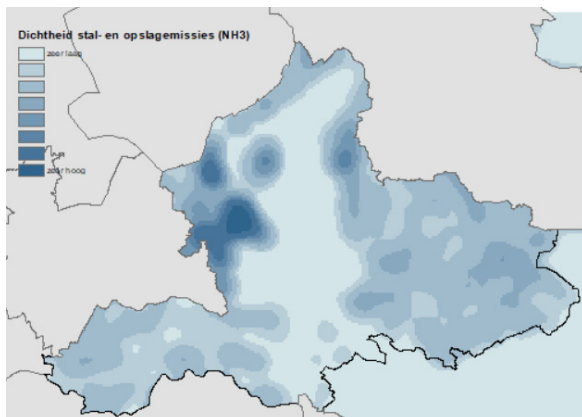 Dichtheid stal- en opslagemissies (NH3)
zeer laag
zeer hoog